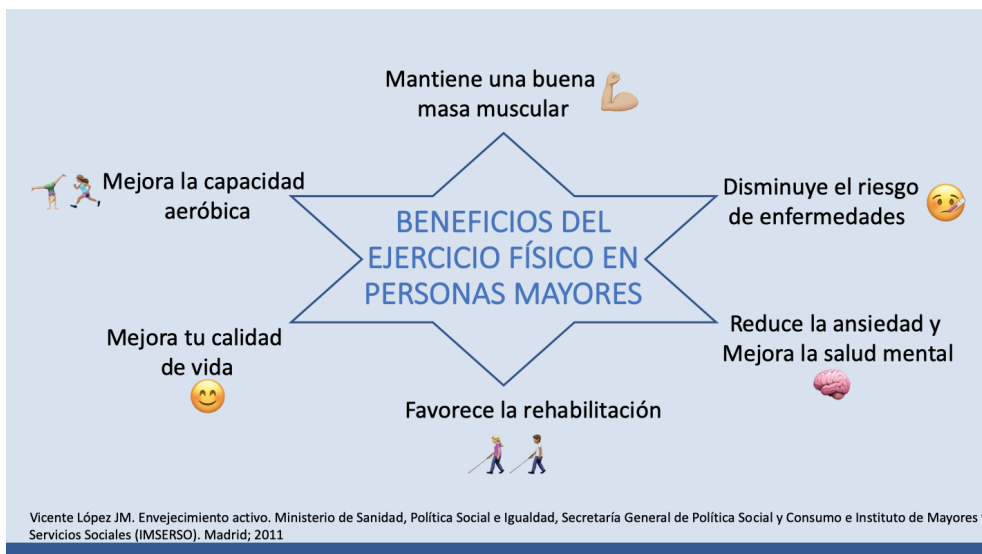 Mantiene una buena
masa muscular
Mejora la capacidad
aeróbica
Disminuye el riesgo
de enfermedades
BENEFICIOS DEL
EJERCICIO FÍSICO EN
PERSONAS MAYORES
Mejora tu calidad
de vida
Reduce la ansiedad y
Mejora la salud mental
Favorece la rehabilitación
Vicente López JM. Envejecimiento activo. Ministerio de Sanidad, Política Social e Igualdad, Secretaría General de Política Social y Consumo e Instituto de Mayores
Servicios Sociales (IMSERSO). Madrid; 2011